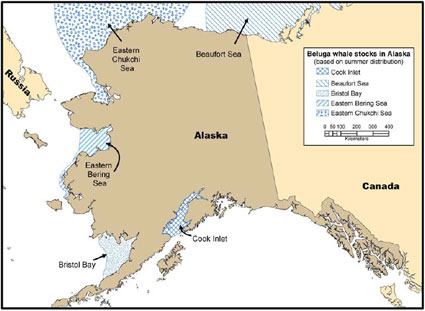 Eastern
Chukchi
Sea
Beaufort Sea
Russia
Beluga whale stocks in Alaska
(based on summer distribution)
Cook Inlet
Beaufort Sea
Bristol Bay
Eastern Bering Sea
Eastern Chukchi Sea
0 50 100 200 300 400
Kilometers
Alaska
Eastern
Bering
Sea
Canada
Cook Inlet
Bristol Bay